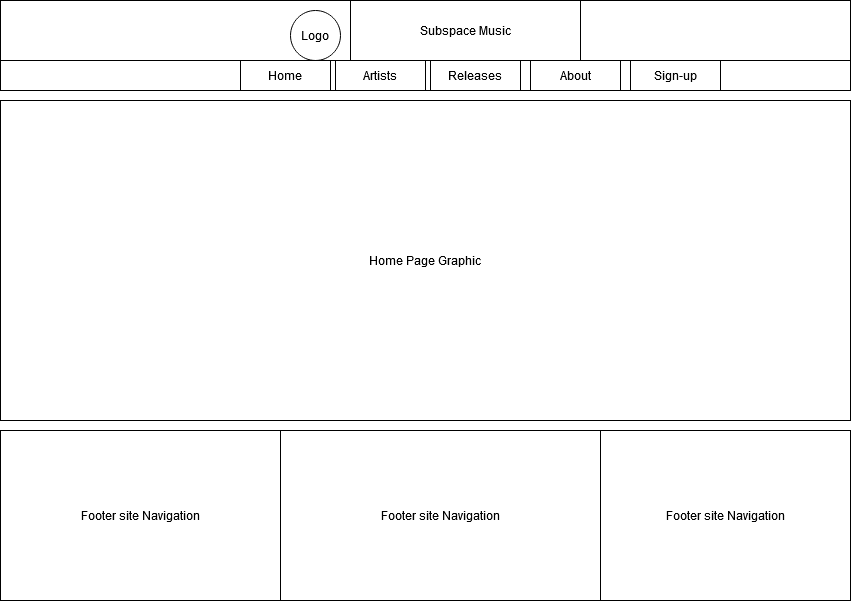 Logo
Subspace Music
Home
Artists
Releases
About
Sign-up
Home Page Graphic
Footer site Navigation
Footer site Navigation
Footer site Navigation